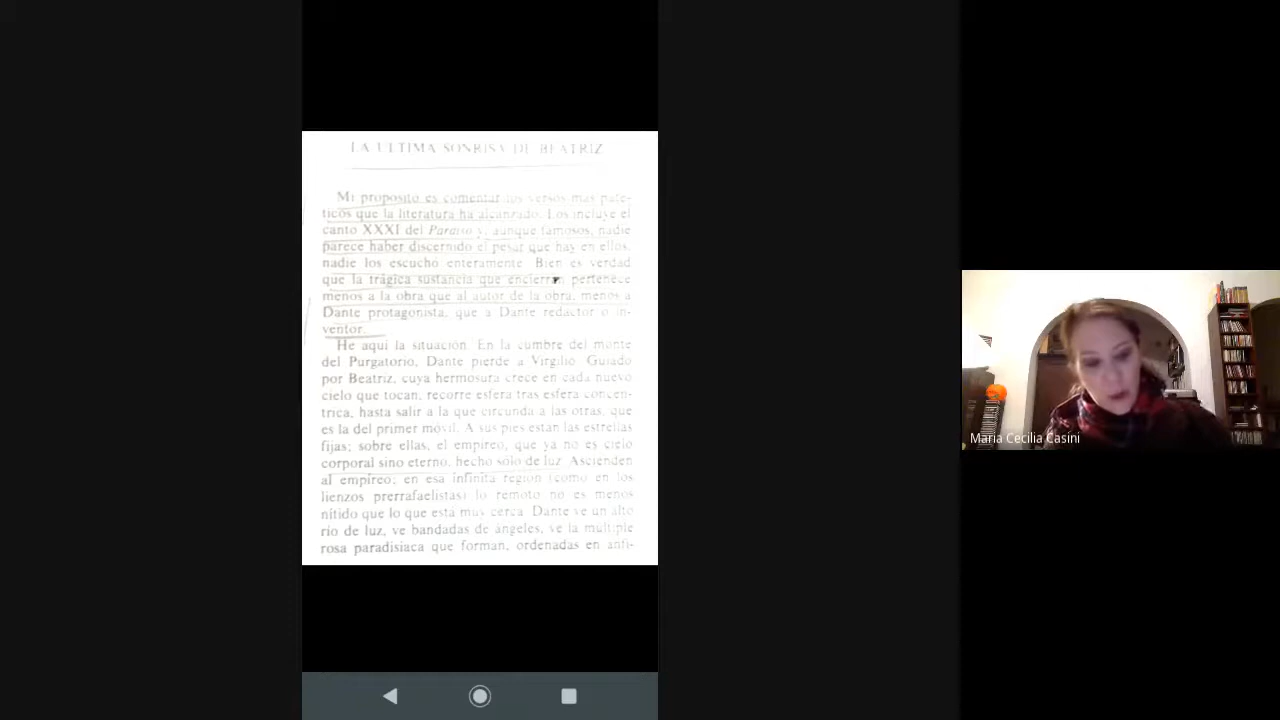 LA ULTIMA SONRISA DE BEATRIZ
Mi propósito es comentar los versos más paté-
ticos que la literatura ha alcanzado. Los incluye el
canto XXXI del Paraíso y, aunque famosos, nadie
parece haber discernido el pesar que hay en ellos,
nadie los escuchó enteramente. Bien es verdad
que la trágica sustancia que encierran pertenece
menos a la obra que al autor de la obra, menos a
Dante protagonista, que a Dante redactor o in-
ventor.
He aquí la situación. En la cumbre del monte
del Purgatorio, Dante pierde a Virgilio. Guiado
por Beatriz, cuya hermosura crece en cada nuevo
cielo que tocan, recorre esfera tras esfera concén-
trica, hasta salir a la que circunda a las otras, que
es la del primer móvil. A sus pies están las estrellas
fijas; sobre ellas, el empíreo, que ya no es cielo
corporal sino eterno, hecho sólo de luz. Ascienden
al empíreo; en esa infinita región (como en los
lienzos prerrafaelistas) lo remoto no es menos
nítido que lo que está muy cerca. Dante ve un alto
río de luz, ve bandadas de ángeles, ve la múltiple
rosa paradisíaca que forman, ordenadas en anfi-
Maria Cecilia Casini